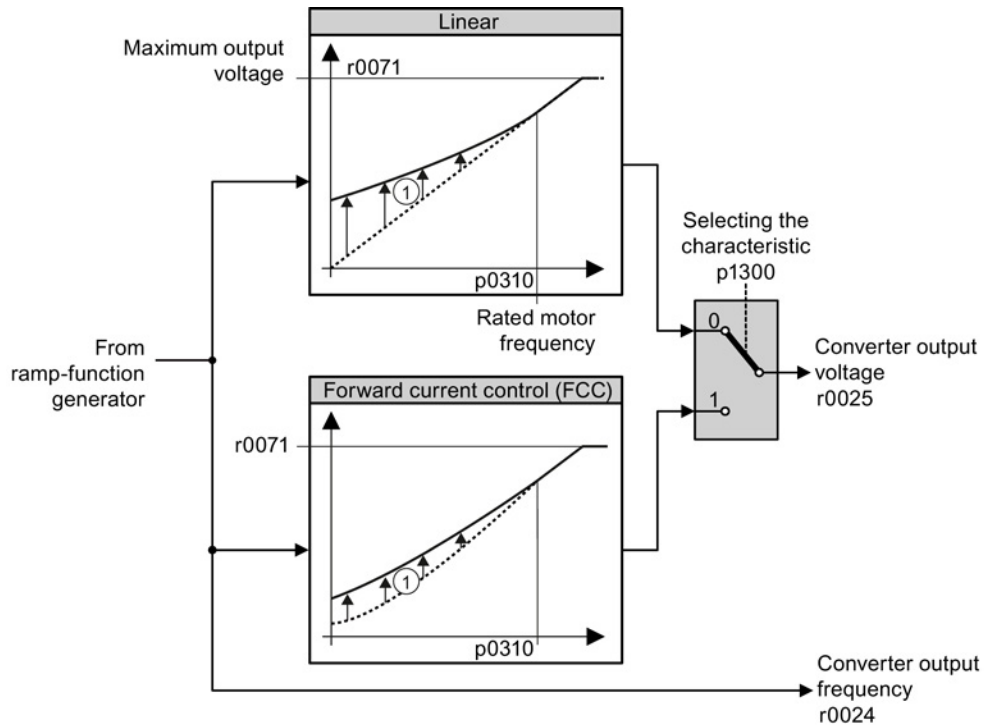 Linear
Maximum output
voltage
r0071
1
p0310
Rated motor
frequency
Selecting the
characteristic
p1300
0
1
Converter output
voltage
r0025
From
ramp-function
generator
Forward current control (FCC)
r0071
1
p0310
Converter output
frequency
r0024